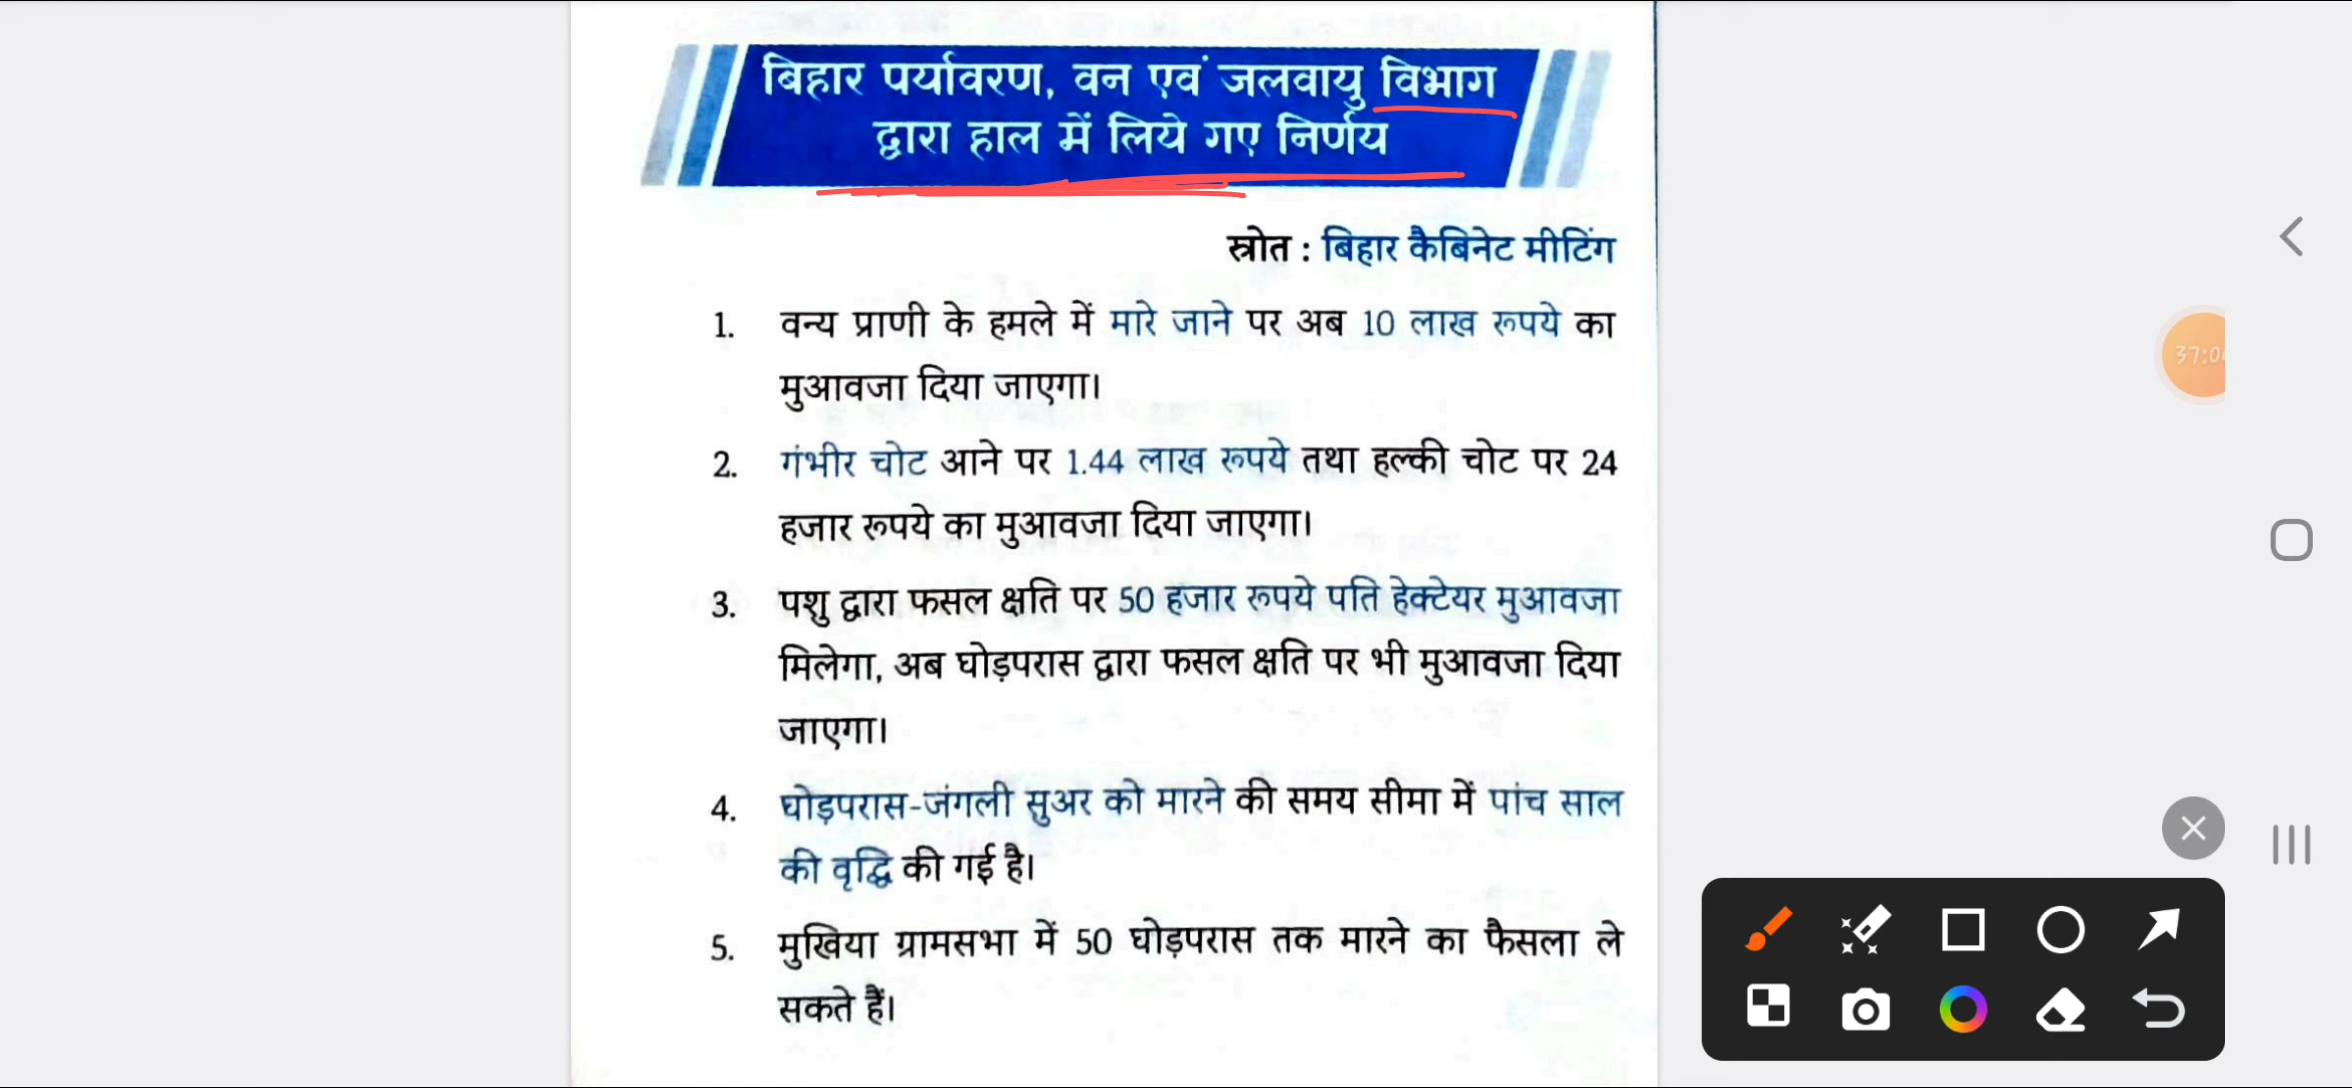 बिहार पर्यावरण, वन एवं जलवायु विभाग
द्वारा हाल में लिये गए निर्णय
स्रोत : बिहार कैबिनेट मीटिंग
1. वन्य प्राणी के हमले में मारे जाने पर अब 10 लाख रूपये का
मुआवजा दिया जाएगा।
2. गंभीर चोट आने पर 1.44 लाख रूपये तथा हल्की चोट पर 24
हजार रूपये का मुआवजा दिया जाएगा।
3. पशु द्वारा फसल क्षति पर 50 हजार रूपये पति हेक्टेयर मुआवजा
मिलेगा, अब घोड़परास द्वारा फसल क्षति पर भी मुआवजा दिया
जाएगा।
4. घोड़परास-जंगली सुअर को मारने की समय सीमा में पांच साल
की वृद्धि की गई है।
5. मुखिया ग्रामसभा में 50 घोड़परास तक मारने का फैसला ले
सकते हैं।